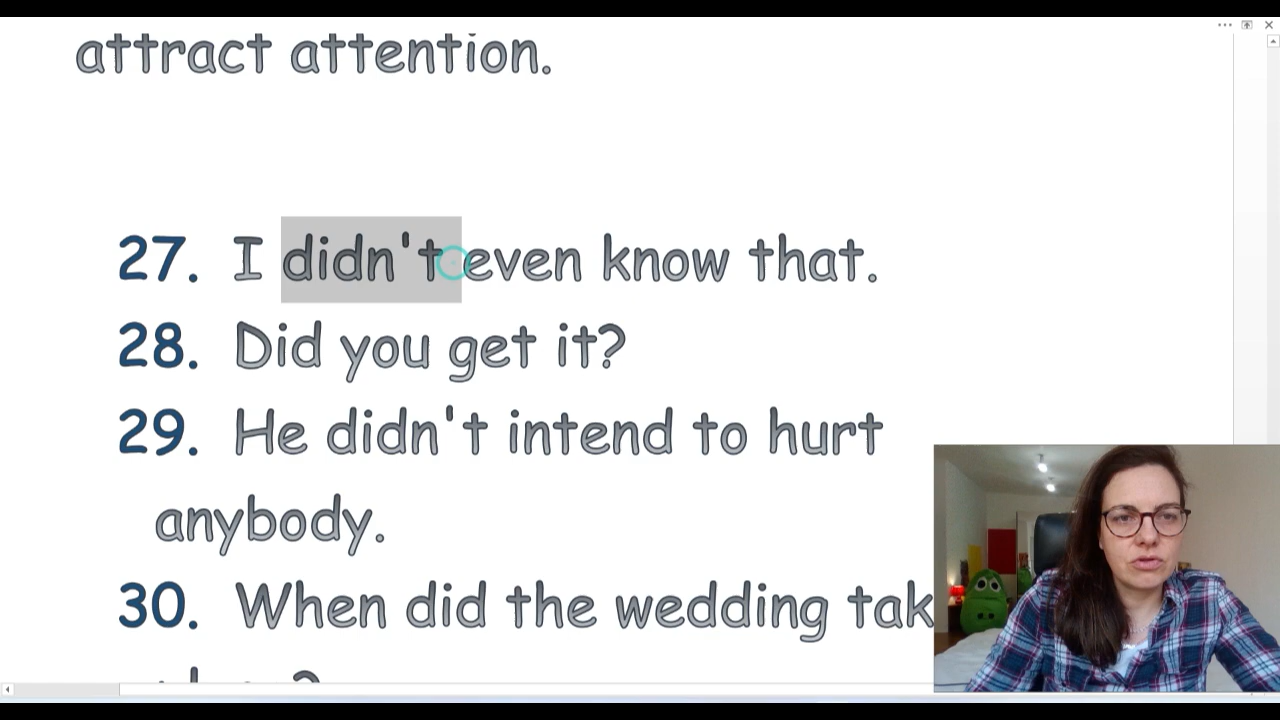 attract attention.
27. I didn't even know that.
28. Did you get it?
29. He didn't intend to hurt
anybody.
30. When did the wedding tak